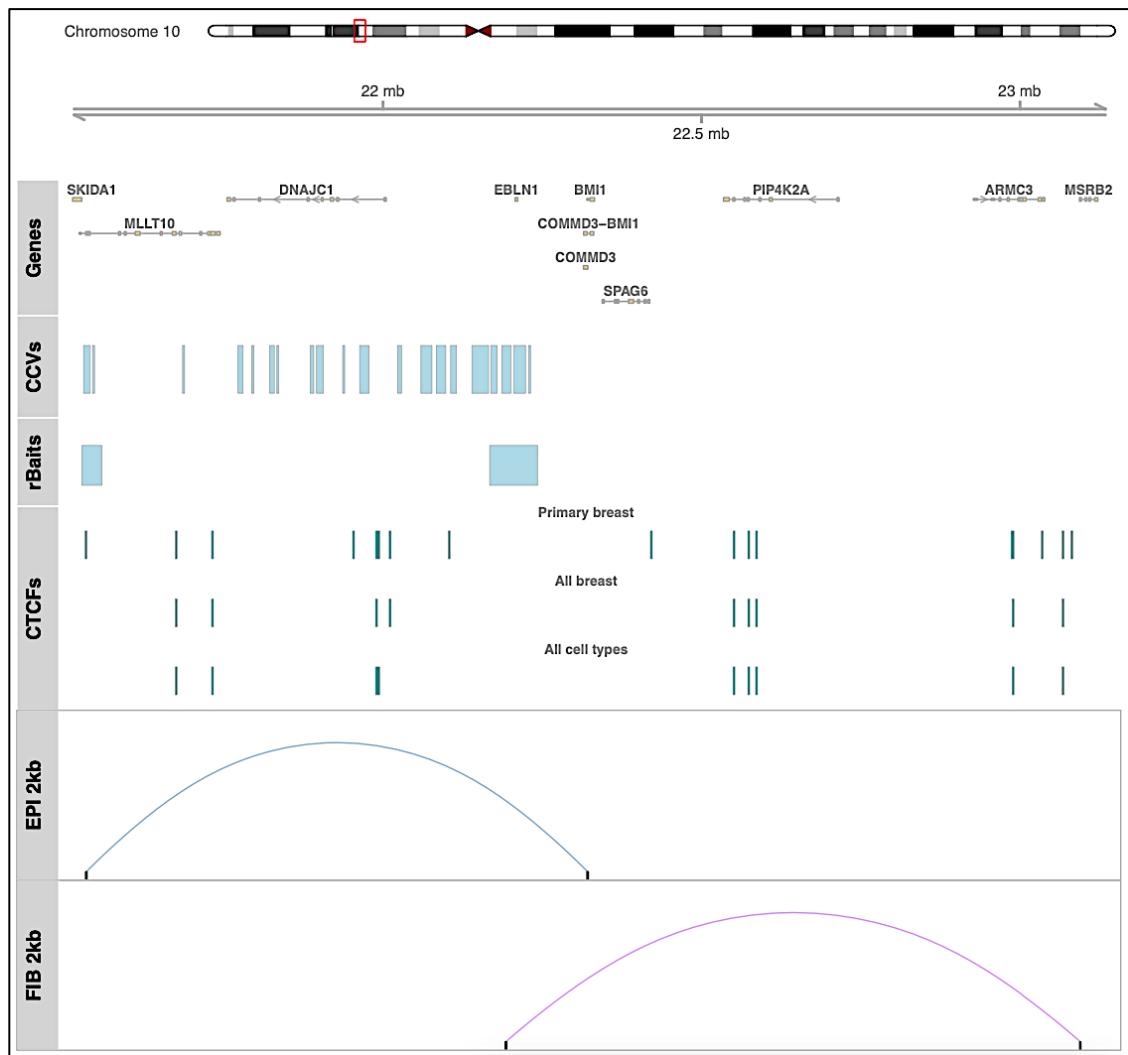 Chromosome 10
22 mb
23 mb
22.5 mb
Genes
SKIDA1
DNAJC1
EBLN1
BMI1
PIP4K2A
ARMC3
MSRB2
MLLT10
COMMD3−BMI1
COMMD3
SPAG6
CCVs
rBaits
CTCFs
Primary breast
All breast
All cell types
EPI 2kb
FIB 2kb